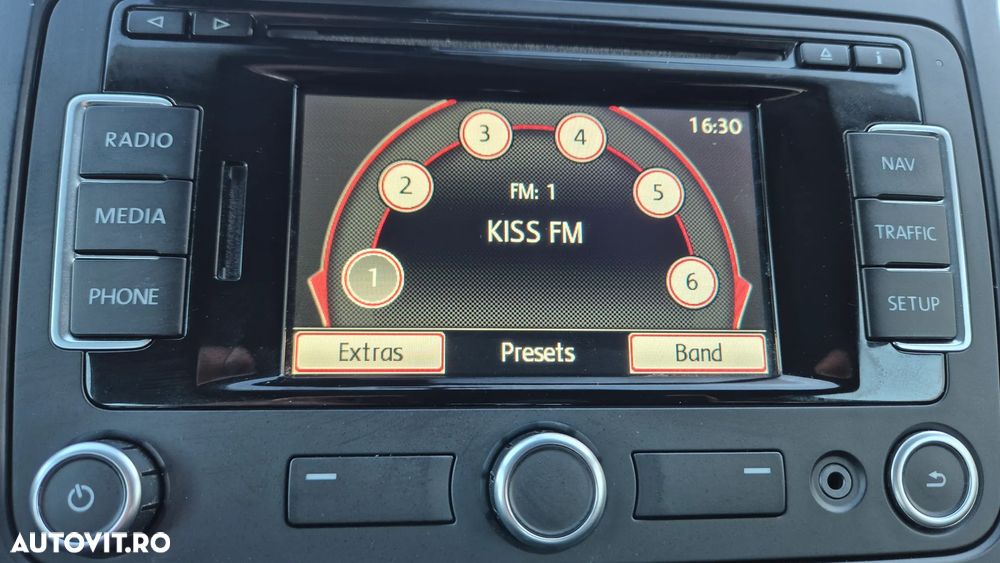 RADIO
MEDIA
PHONE
16:30
3 4
2 5
FM: 1
KISS FM
1 6
Extras Presets Band
NAV
TRAFFIC
SETUP
i
AUTOVIT.RO